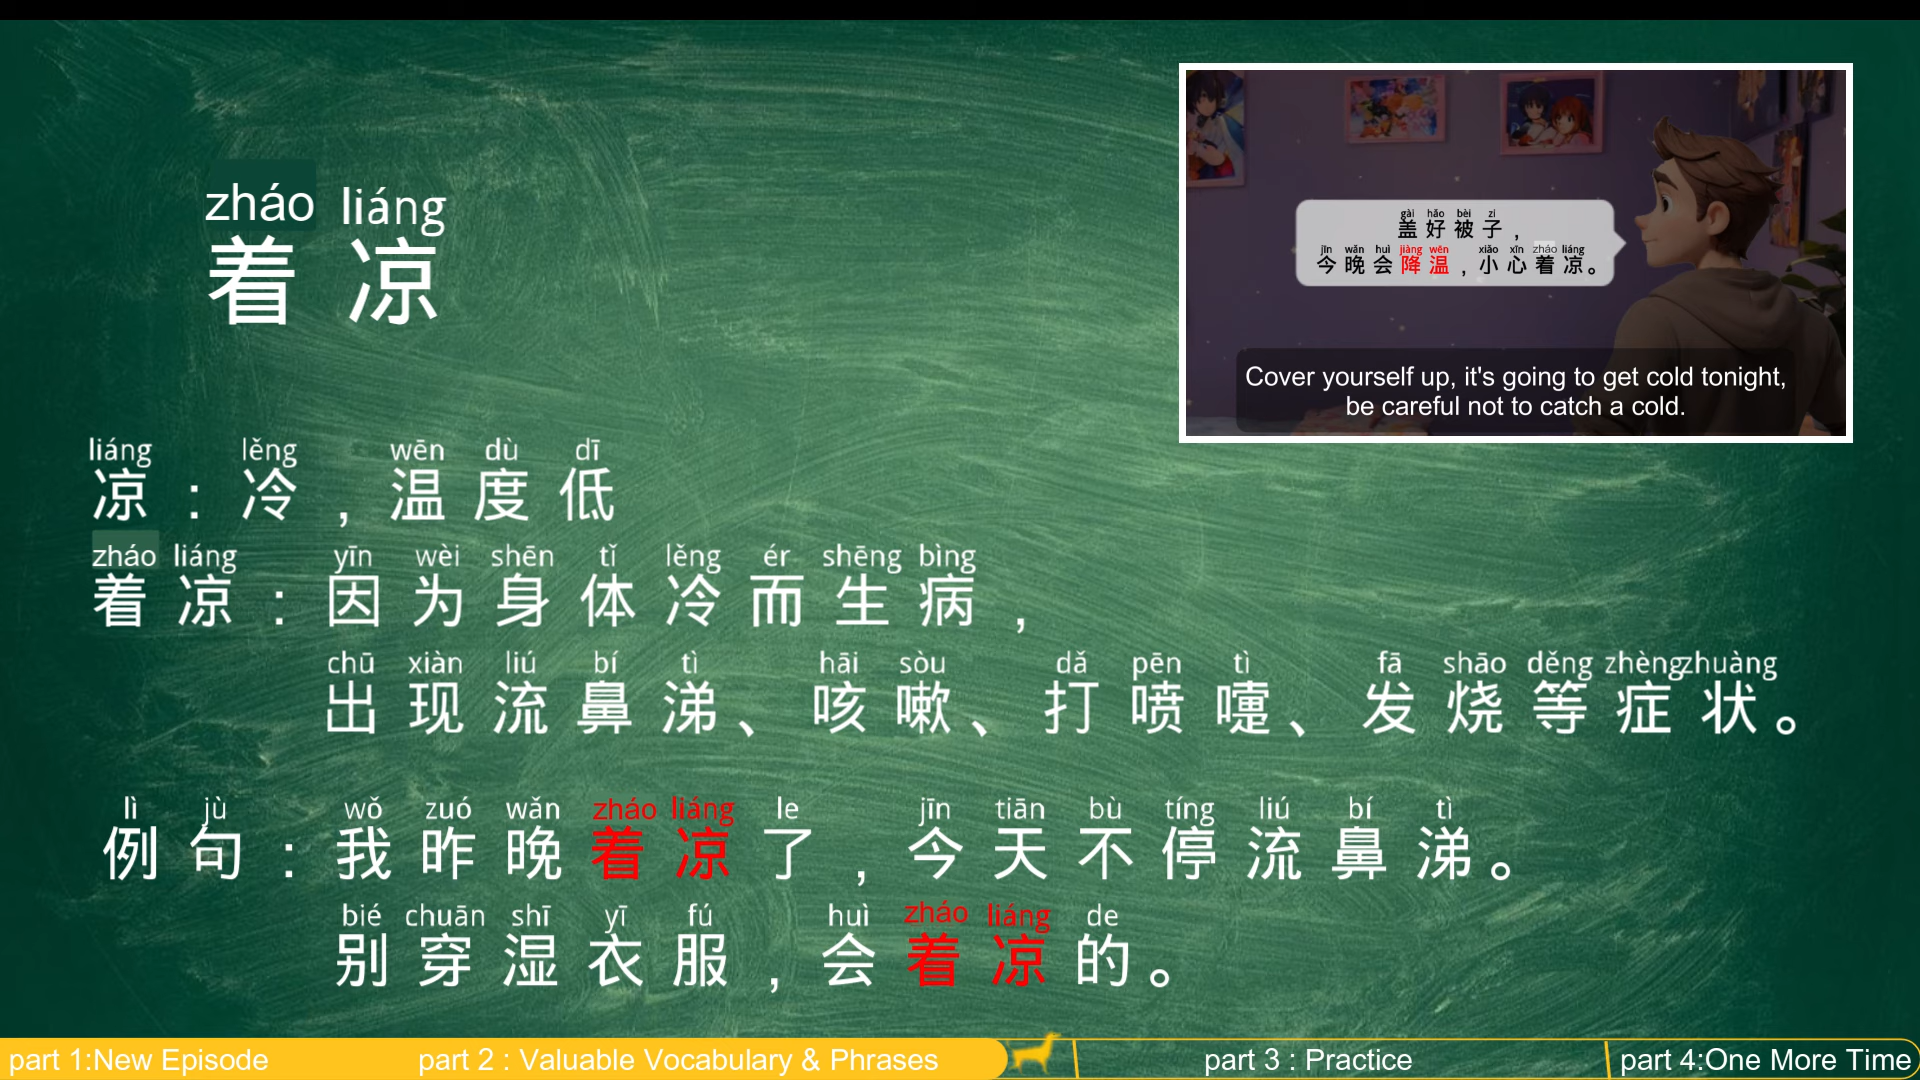 zháo liáng
着 凉
gài hǎo bèi zi
盖 好 被 子 ，
jīn wǎn huì jiàng wēn xiǎo xīn zháo liáng
今 晚 会 降 温 ，小 心 着 凉。
Cover yourself up, it's going to get cold tonight,
be careful not to catch a cold.
liáng lěng wēn dù dī
凉 ： 冷 ， 温 度 低
zháo liáng yīn wèi shēn tǐ lěng ér shēng bìng
着 凉 ： 因 为 身 体 冷 而 生 病 ，
chū xiàn liú bí tì hāi sòu dǎ pēn tì fā shāo děng zhèng zhuàng
出 现 流 鼻 涕 、 咳 嗽 、 打 喷 嚏 、 发 烧 等 症 状 。
lì jù wǒ zuó wǎn zháo liáng le jīn tiān bù tíng liú bí tì
例 句 ： 我 昨 晚 着 凉 了 ， 今 天 不 停 流 鼻 涕 。
bié chuān shī yī fú huì zháo liáng de
别 穿 湿 衣 服 ， 会 着 凉 的 。
part 1:New Episode part 2 : Valuable Vocabulary & Phrases part 3 : Practice part 4:One More Time